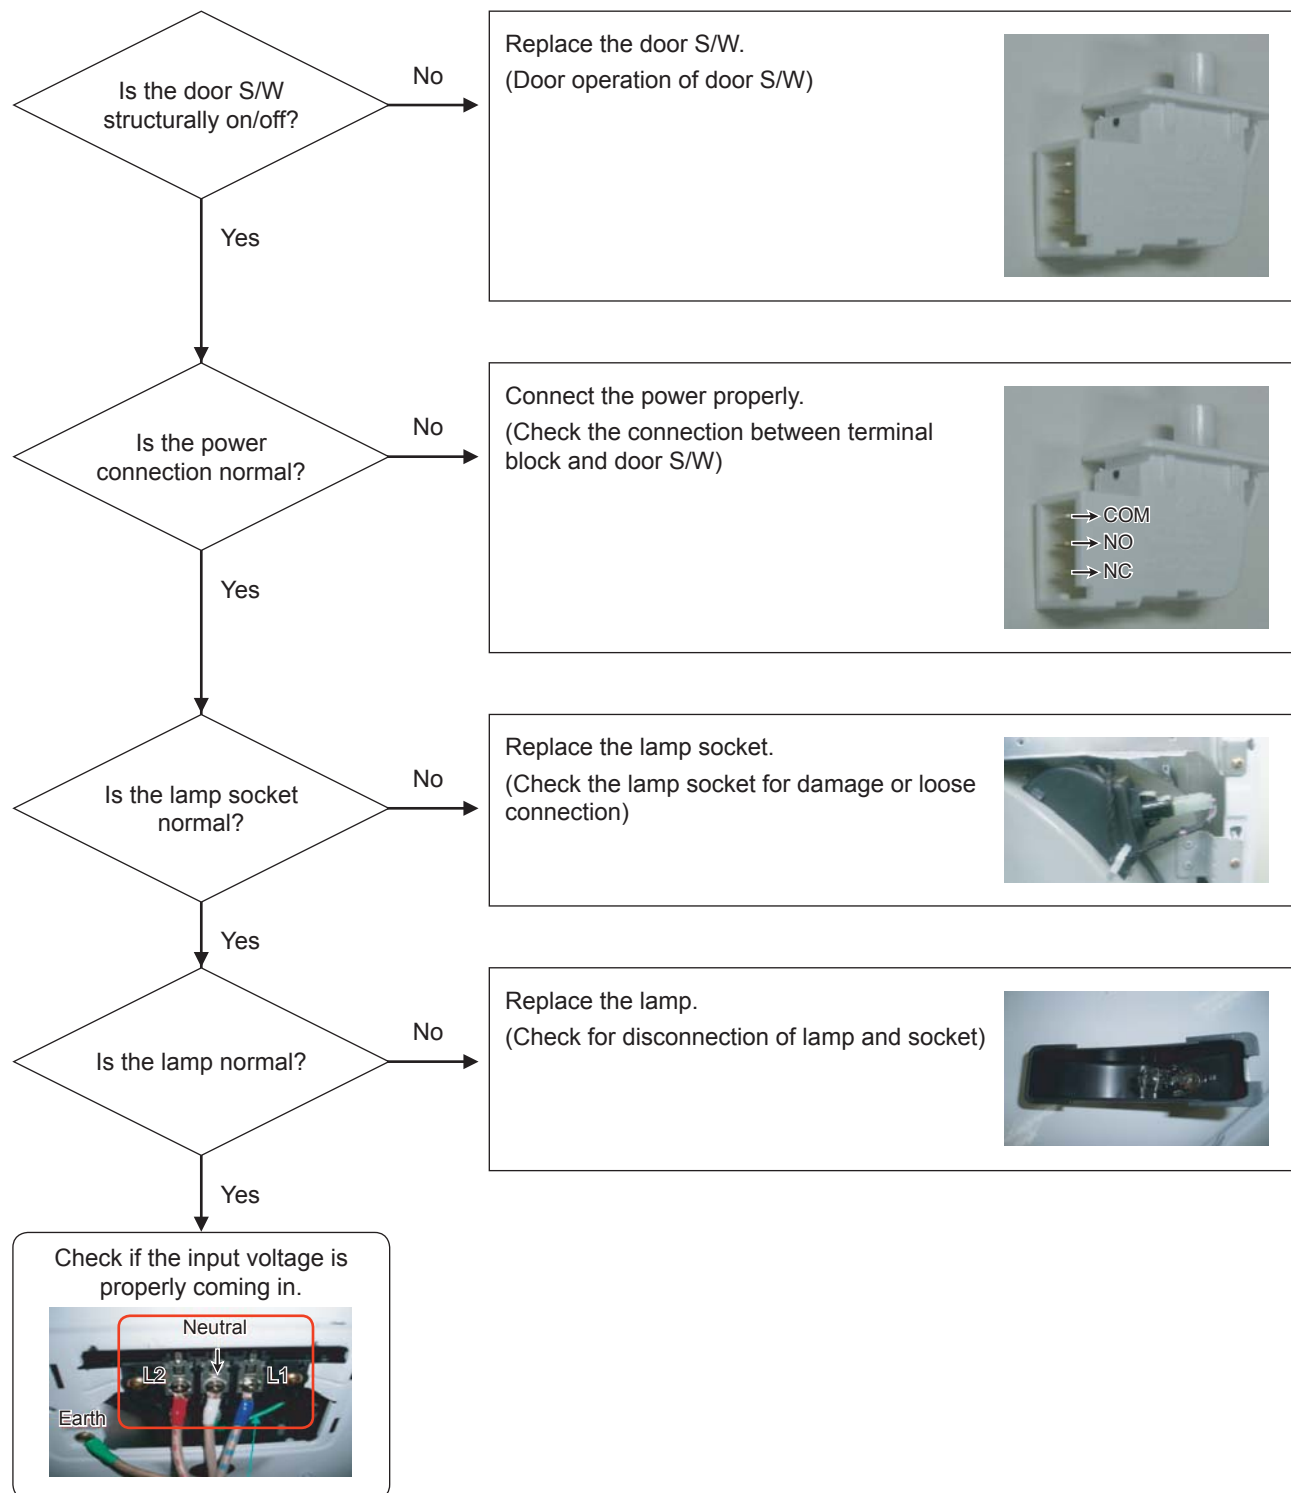 Is the door S/W
structurally on/off?
No
Replace the door S/W.
(Door operation of door S/W)
Yes
Is the power
connection normal?
No
Connect the power properly.
(Check the connection between terminal
block and door S/W)
COM
NO
NC
Yes
Is the lamp socket
normal?
No
Replace the lamp socket.
(Check the lamp socket for damage or loose
connection)
Yes
Is the lamp normal?
No
Replace the lamp.
(Check for disconnection of lamp and socket)
Yes
Check if the input voltage is
properly coming in.
Neutral
L2
L1
Earth